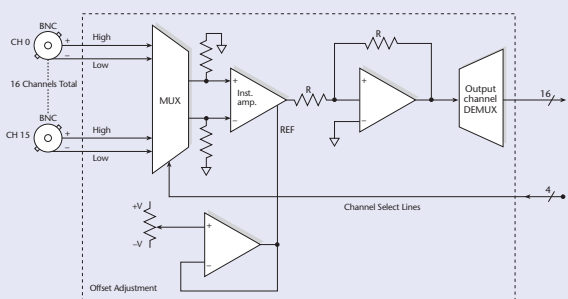 BNC
CH 0
+
−
High
Low
16 Channels Total
BNC
CH 15
+
−
High
Low
MUX
+
−
Inst.
amp.
REF
R
R
+
−
Output
channel
DEMUX
16
4
Channel Select Lines
+V
−V
+
−
Offset Adjustment